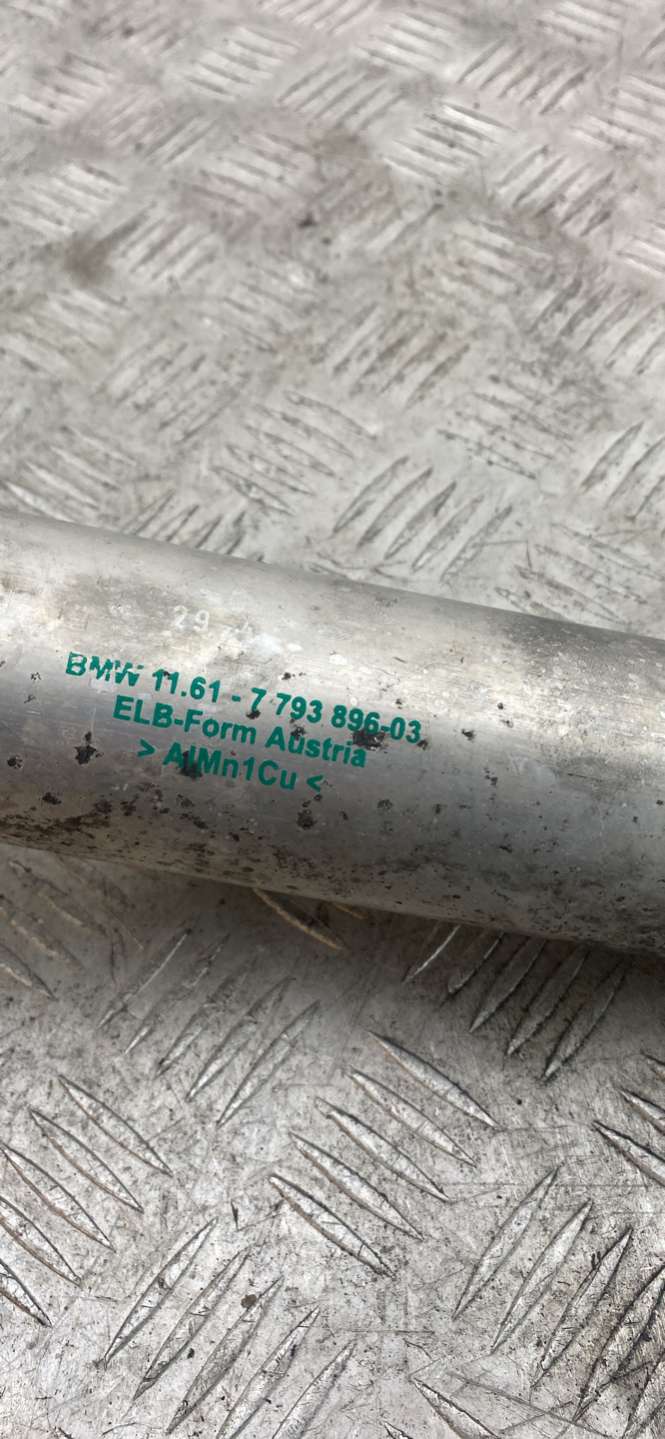 BMW 11.61 - 7 793 896-03
ELB-Form Austria
> AlMn1Cu <